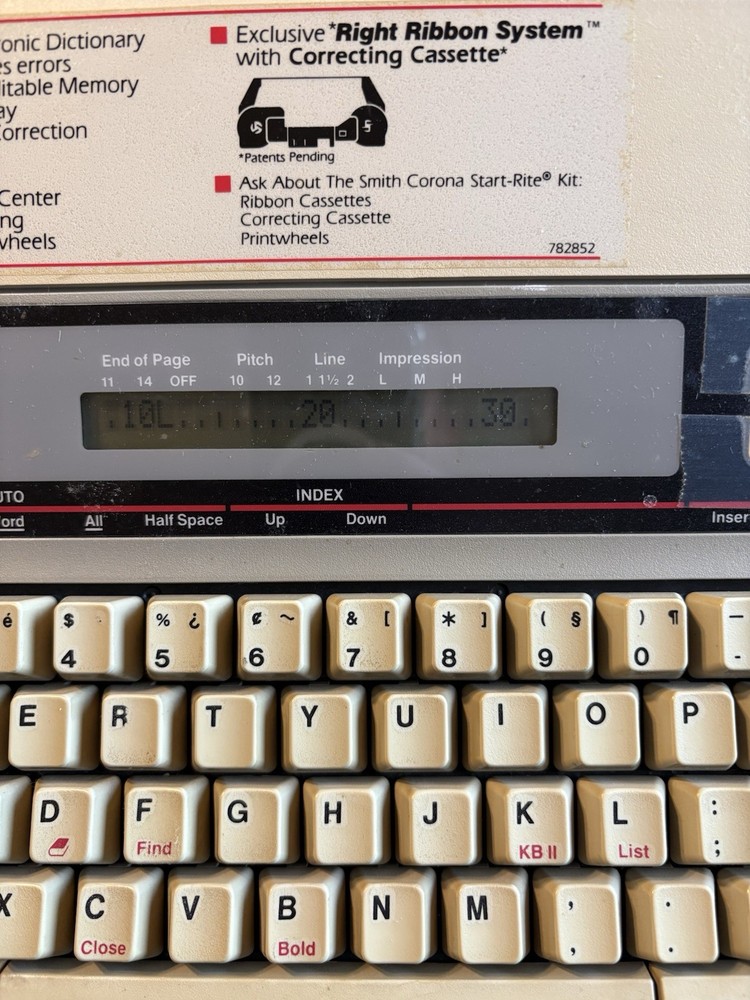 onic Dictionary
es errors
itable Memory
ay
orrection
Center
ng
wheels
■ Exclusive *Right Ribbon System™
with Correcting Cassette*
*Patents Pending
■ Ask About The Smith Corona Start-Rite® Kit:
Ribbon Cassettes
Correcting Cassette
Printwheels
782852
End of Page Pitch Line Impression
11 14 OFF 10 12 1 1½ 2 L M H
.10L...ı.....20....ı....30.
UTO INDEX
ord All Half Space Up Down Inser
é $ % ¿ ¢ ~ & [ * ] ( § ) ¶ —
4 5 6 7 8 9 0 -
E R T Y U I O P
D F G H J K L :
Find KB II List ;
X C V B N M , .
Close Bold , .